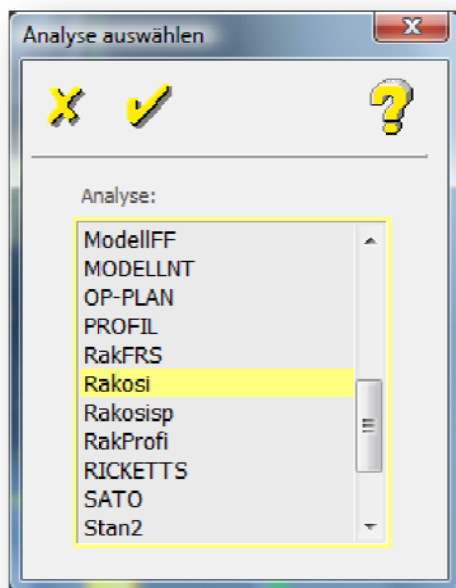 Analyse auswählen
Analyse:
ModellFF
MODELLNT
OP-PLAN
PROFIL
RakFRS
Rakosi
Rakosisp
RakProfi
RICKETTS
SATO
Stan2